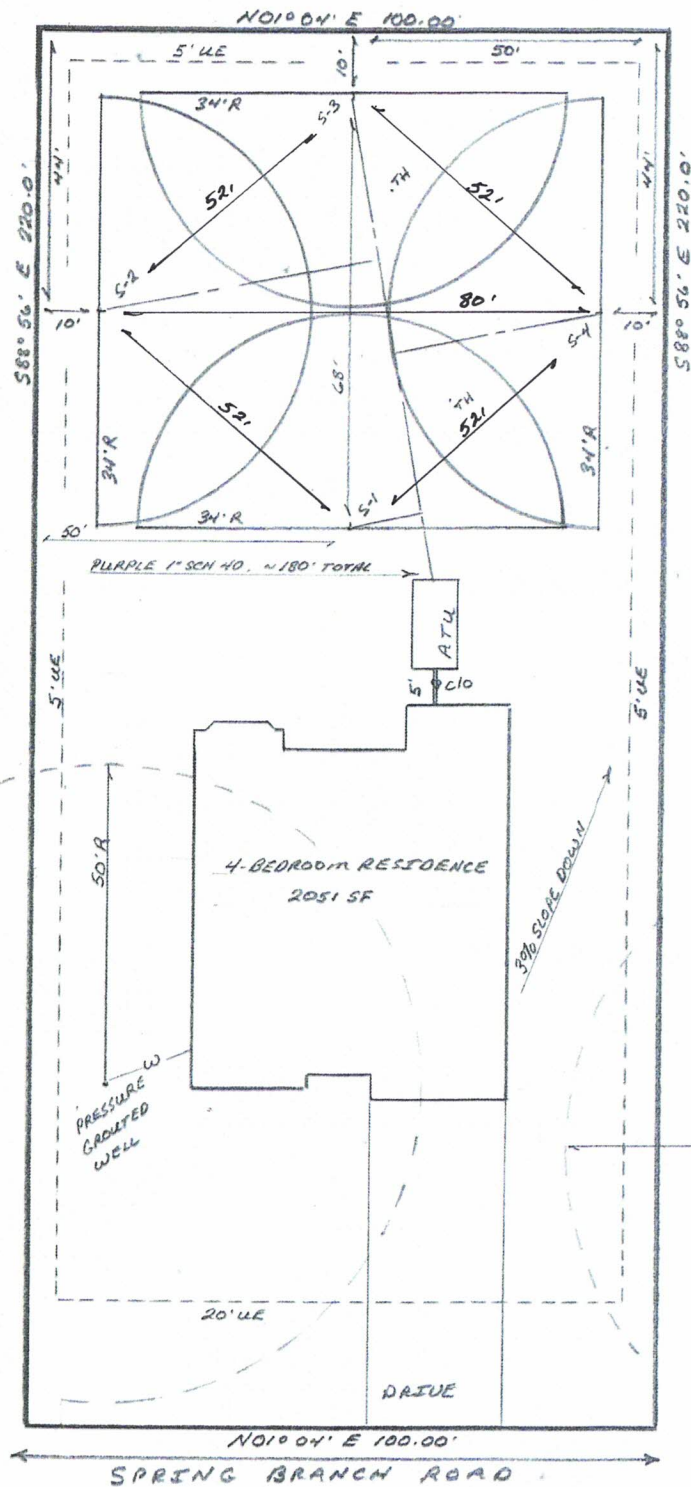 N01° 04' E 100.00'
5' UE
10'
50'
44'
44'
34'R
S-3
.TH
52'
52'
S88° 56' E 220.0'
S88° 56' E 220.0'
S-2
80'
10'
10'
S-4
68'
.TH
52'
52'
34'R
34'R
S-1
34'R
50'
PURPLE 1" SCH 40, ~180' TOTAL
ATU
5'
C/O
5' UE
5' UE
50'R
4-BEDROOM RESIDENCE
2051 SF
3% SLOPE DOWN
W
PRESSURE
GROUTED
WELL
20' UE
DRIVE
N01° 04' E 100.00'
SPRING BRANCH ROAD